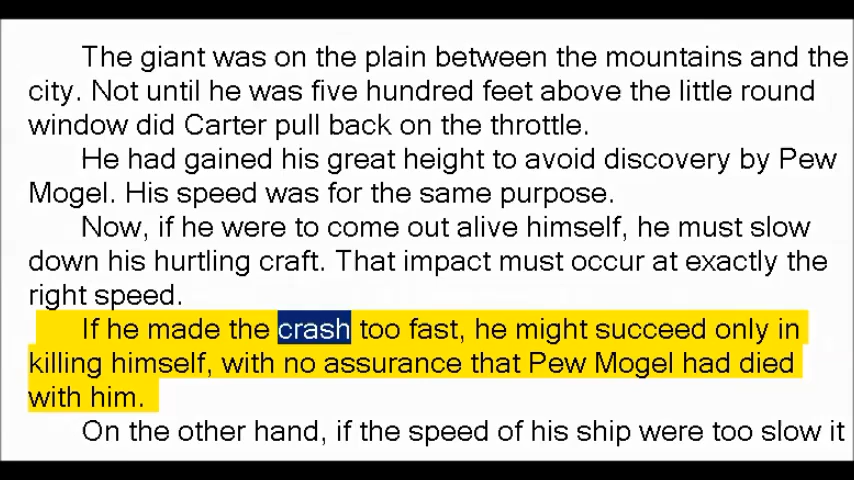 The giant was on the plain between the mountains and the
city. Not until he was five hundred feet above the little round
window did Carter pull back on the throttle.
He had gained his great height to avoid discovery by Pew
Mogel. His speed was for the same purpose.
Now, if he were to come out alive himself, he must slow
down his hurtling craft. That impact must occur at exactly the
right speed.
If he made the crash too fast, he might succeed only in
killing himself, with no assurance that Pew Mogel had died
with him.
On the other hand, if the speed of his ship were too slow it